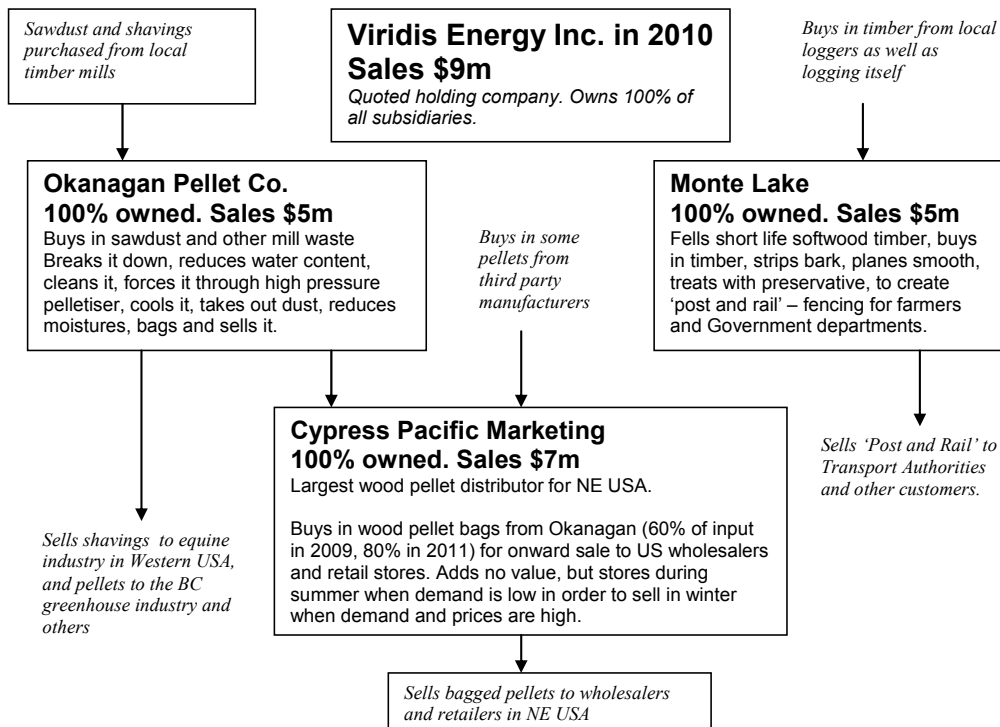 Sawdust and shavings
purchased from local
timber mills
Viridis Energy Inc. in 2010
Sales $9m
Quoted holding company. Owns 100% of
all subsidiaries.
Buys in timber from local
loggers as well as
logging itself
Okanagan Pellet Co.
100% owned. Sales $5m
Buys in sawdust and other mill waste
Breaks it down, reduces water content,
cleans it, forces it through high pressure
pelletiser, cools it, takes out dust, reduces
moistures, bags and sells it.
Buys in some
pellets from
third party
manufacturers
Monte Lake
100% owned. Sales $5m
Fells short life softwood timber, buys
in timber, strips bark, planes smooth,
treats with preservative, to create
‘post and rail’ – fencing for farmers
and Government departments.
Cypress Pacific Marketing
100% owned. Sales $7m
Largest wood pellet distributor for NE USA.
Buys in wood pellet bags from Okanagan (60% of input
in 2009, 80% in 2011) for onward sale to US wholesalers
and retail stores. Adds no value, but stores during
summer when demand is low in order to sell in winter
when demand and prices are high.
Sells ‘Post and Rail’ to
Transport Authorities
and other customers.
Sells shavings to equine
industry in Western USA,
and pellets to the BC
greenhouse industry and
others
Sells bagged pellets to wholesalers
and retailers in NE USA